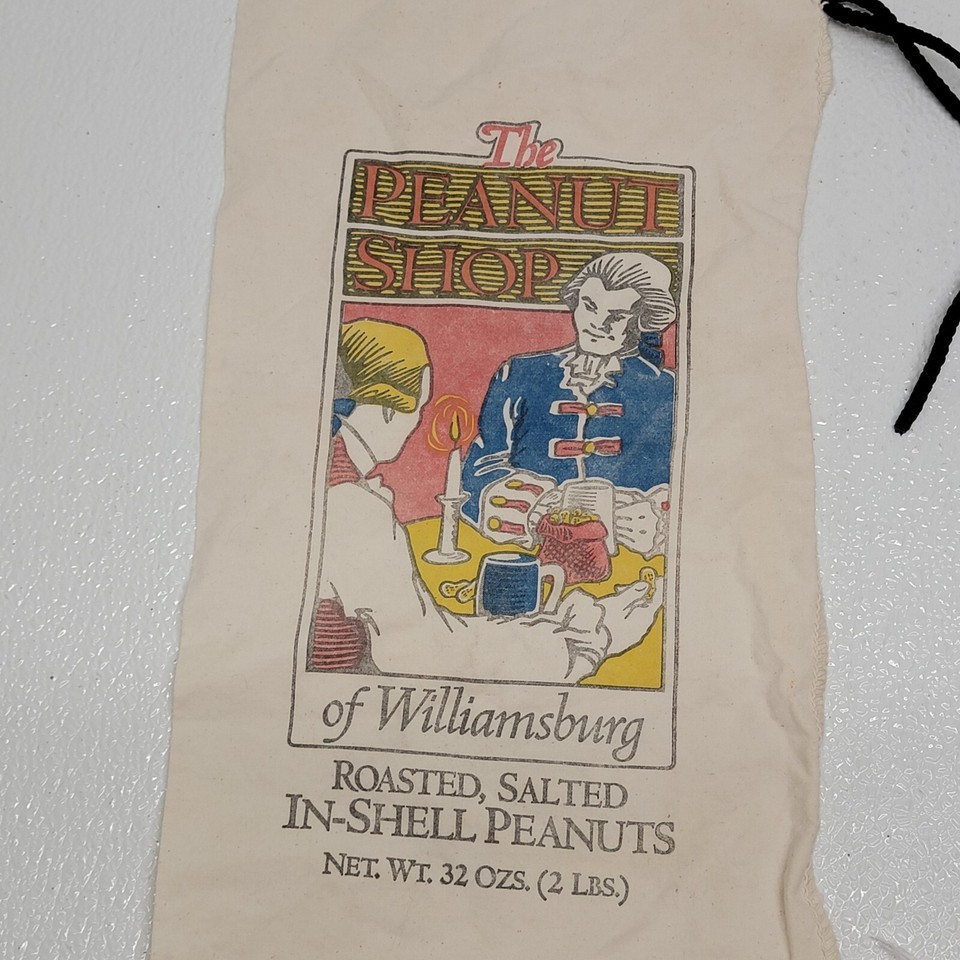 The
PEANUT
SHOP
of Williamsburg
ROASTED, SALTED
IN-SHELL PEANUTS
NET. WT. 32 OZS. (2 LBS.)